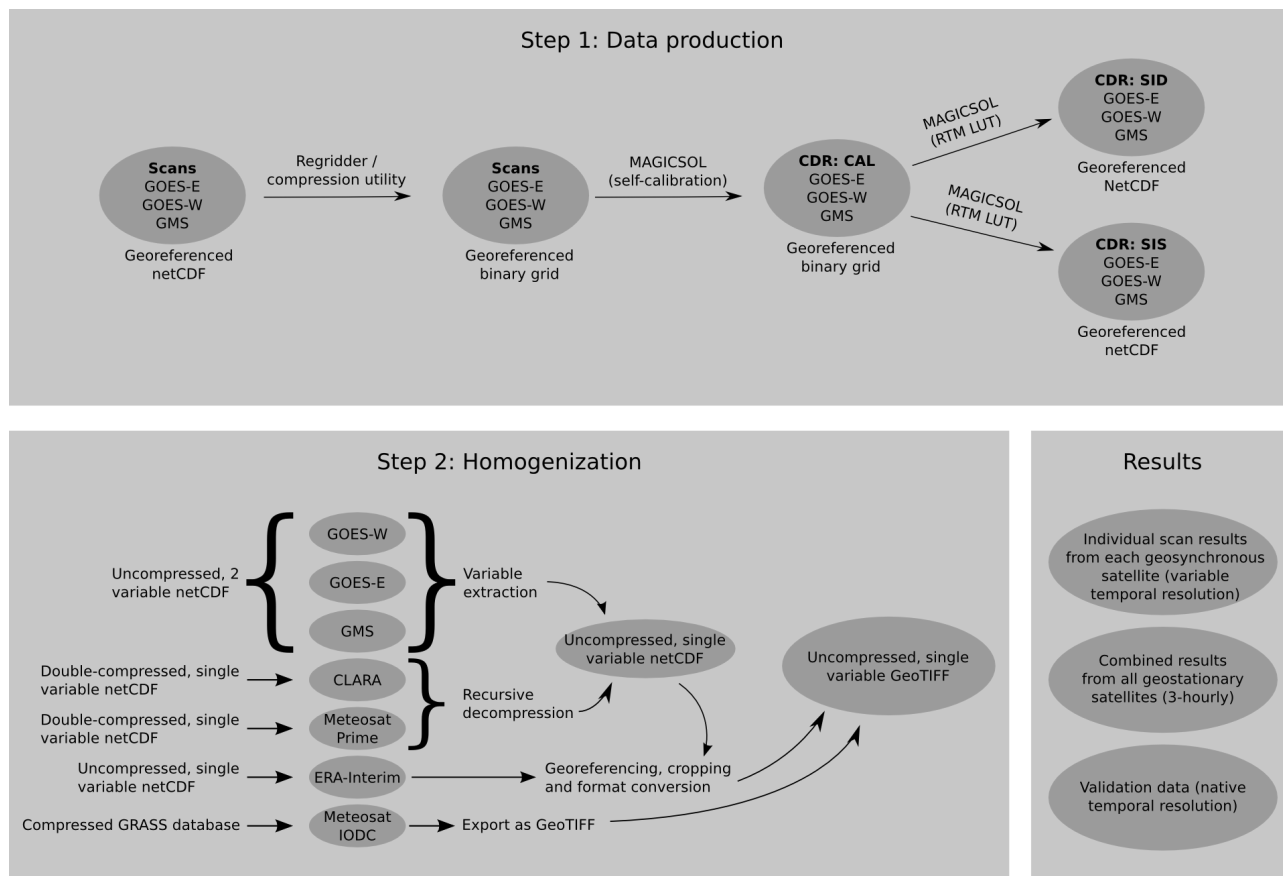 Step 1: Data production
Scans
GOES-E
GOES-W
GMS
Georeferenced
netCDF
Regridder /
compression utility
Scans
GOES-E
GOES-W
GMS
Georeferenced
binary grid
MAGICSOL
(self-calibration)
CDR: CAL
GOES-E
GOES-W
GMS
Georeferenced
binary grid
MAGICSOL
(RTM LUT)
CDR: SID
GOES-E
GOES-W
GMS
Georeferenced
NetCDF
MAGICSOL
(RTM LUT)
CDR: SIS
GOES-E
GOES-W
GMS
Georeferenced
netCDF
Step 2: Homogenization
Uncompressed, 2
variable netCDF
GOES-W
GOES-E
GMS
Variable
extraction
Double-compressed, single
variable netCDF
CLARA
Double-compressed, single
variable netCDF
Meteosat
Prime
Recursive
decompression
Uncompressed, single
variable netCDF
Uncompressed, single
variable netCDF
ERA-Interim
Georeferencing, cropping
and format conversion
Compressed GRASS database
Meteosat
IODC
Export as GeoTIFF
Uncompressed, single
variable GeoTIFF
Results
Individual scan results
from each geosynchronous
satellite (variable
temporal resolution)
Combined results
from all geostationary
satellites (3-hourly)
Validation data (native
temporal resolution)